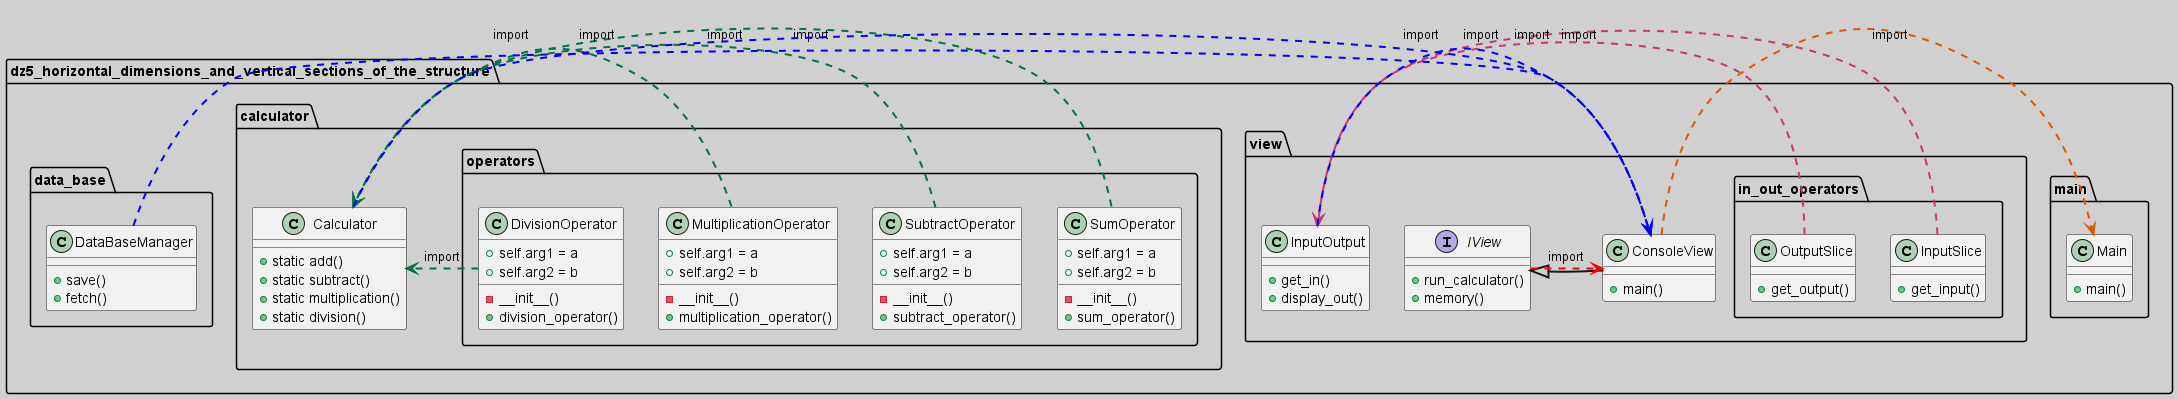 import
import
import
import
import
import
import
import
import
dz5_horizontal_dimensions_and_vertical_sections_of_the_structure
calculator
view
operators
data_base
in_out_operators
main
C DataBaseManager
save()
fetch()
C Calculator
static add()
static subtract()
static multiplication()
static division()
import
C DivisionOperator
self.arg1 = a
self.arg2 = b
__init__()
division_operator()
C MultiplicationOperator
self.arg1 = a
self.arg2 = b
__init__()
multiplication_operator()
C SubtractOperator
self.arg1 = a
self.arg2 = b
__init__()
subtract_operator()
C SumOperator
self.arg1 = a
self.arg2 = b
__init__()
sum_operator()
C InputOutput
get_in()
display_out()
I IView
run_calculator()
memory()
import
C ConsoleView
main()
C OutputSlice
get_output()
C InputSlice
get_input()
C Main
main()